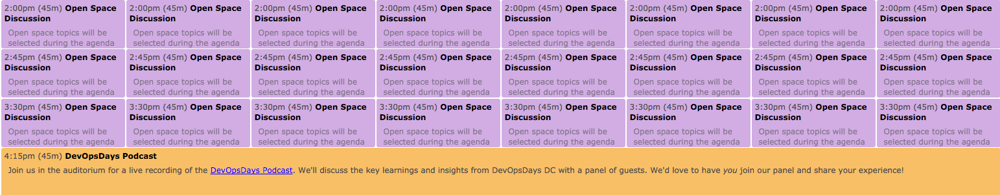 2:00pm (45m) Open Space
Discussion
Open space topics will be
selected during the agenda
2:00pm (45m) Open Space
Discussion
Open space topics will be
selected during the agenda
2:00pm (45m) Open Space
Discussion
Open space topics will be
selected during the agenda
2:00pm (45m) Open Space
Discussion
Open space topics will be
selected during the agenda
2:00pm (45m) Open Space
Discussion
Open space topics will be
selected during the agenda
2:00pm (45m) Open Space
Discussion
Open space topics will be
selected during the agenda
2:00pm (45m) Open Space
Discussion
Open space topics will be
selected during the agenda
2:00pm (45m) Open Space
Discussion
Open space topics will be
selected during the agenda
2:45pm (45m) Open Space
Discussion
Open space topics will be
selected during the agenda
2:45pm (45m) Open Space
Discussion
Open space topics will be
selected during the agenda
2:45pm (45m) Open Space
Discussion
Open space topics will be
selected during the agenda
2:45pm (45m) Open Space
Discussion
Open space topics will be
selected during the agenda
2:45pm (45m) Open Space
Discussion
Open space topics will be
selected during the agenda
2:45pm (45m) Open Space
Discussion
Open space topics will be
selected during the agenda
2:45pm (45m) Open Space
Discussion
Open space topics will be
selected during the agenda
2:45pm (45m) Open Space
Discussion
Open space topics will be
selected during the agenda
3:30pm (45m) Open Space
Discussion
Open space topics will be
selected during the agenda
3:30pm (45m) Open Space
Discussion
Open space topics will be
selected during the agenda
3:30pm (45m) Open Space
Discussion
Open space topics will be
selected during the agenda
3:30pm (45m) Open Space
Discussion
Open space topics will be
selected during the agenda
3:30pm (45m) Open Space
Discussion
Open space topics will be
selected during the agenda
3:30pm (45m) Open Space
Discussion
Open space topics will be
selected during the agenda
3:30pm (45m) Open Space
Discussion
Open space topics will be
selected during the agenda
3:30pm (45m) Open Space
Discussion
Open space topics will be
selected during the agenda
4:15pm (45m) DevOpsDays Podcast
Join us in the auditorium for a live recording of the DevOpsDays Podcast. We'll discuss the key learnings and insights from DevOpsDays DC with a panel of guests. We'd love to have you join our panel and share your experience!